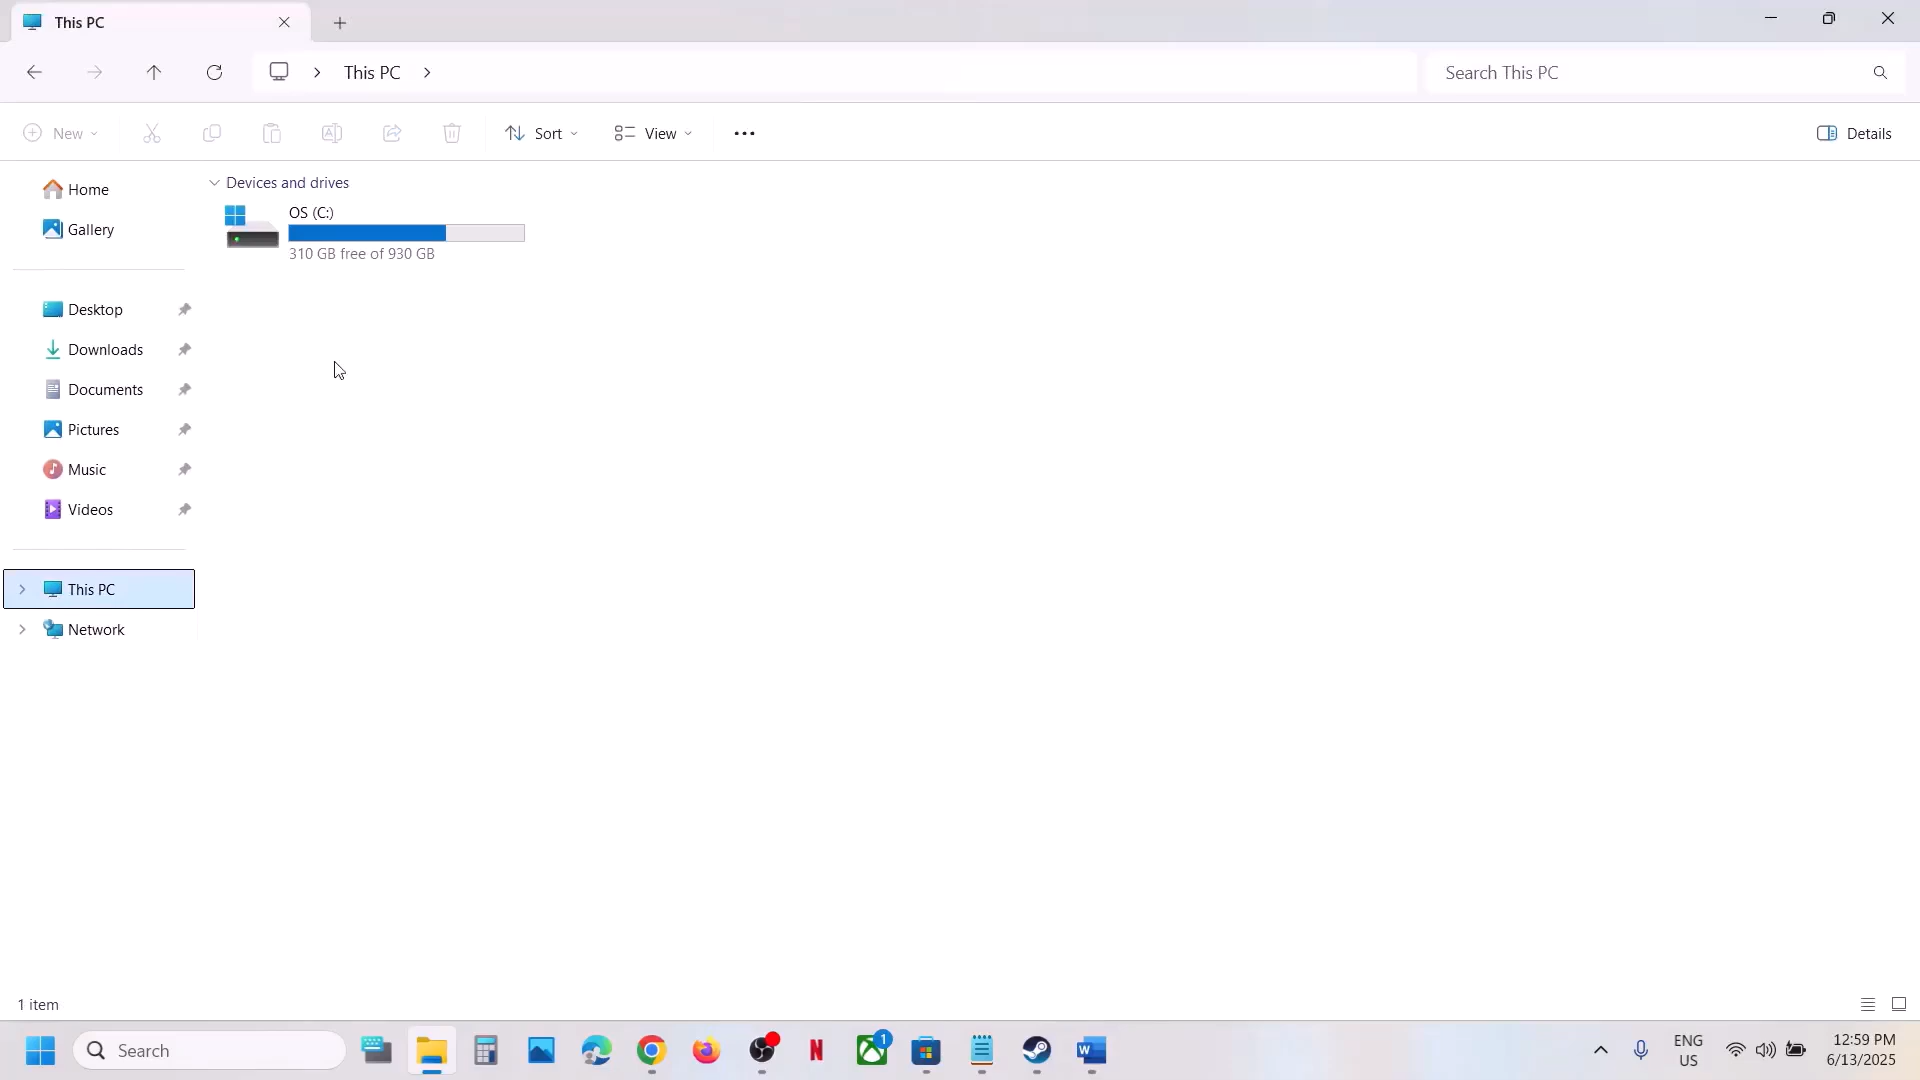 This PC
This PC
Search This PC
New
Sort
View
Details
Home
Gallery
Desktop
Downloads
Documents
Pictures
Music
Videos
This PC
Network
Devices and drives
OS (C:)
310 GB free of 930 GB
1 item
Search
1
ENG
US
12:59 PM
6/13/2025